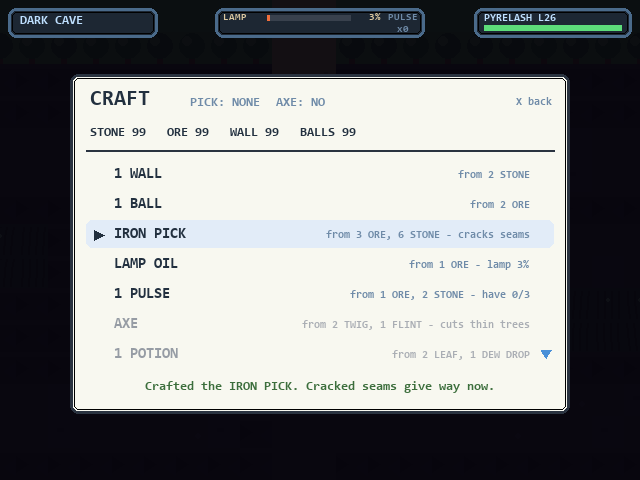 DARK CAVE
LAMP 3% PULSE
x0
PYRELASH L26
CRAFT PICK: NONE AXE: NO X back
STONE 99 ORE 99 WALL 99 BALLS 99
1 WALL from 2 STONE
1 BALL from 2 ORE
▶ IRON PICK from 3 ORE, 6 STONE - cracks seams
LAMP OIL from 1 ORE - lamp 3%
1 PULSE from 1 ORE, 2 STONE - have 0/3
AXE from 2 TWIG, 1 FLINT - cuts thin trees
1 POTION from 2 LEAF, 1 DEW DROP
Crafted the IRON PICK. Cracked seams give way now.